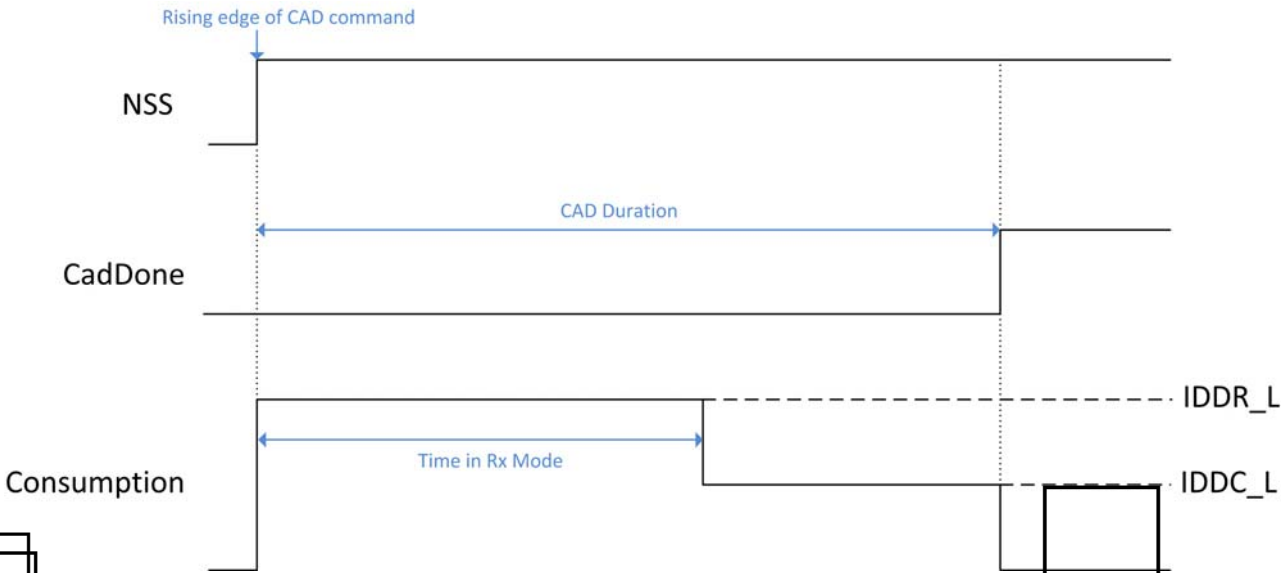 Rising edge of CAD command
NSS
CAD Duration
CadDone
IDDR_L
Time in Rx Mode
Consumption
IDDC_L